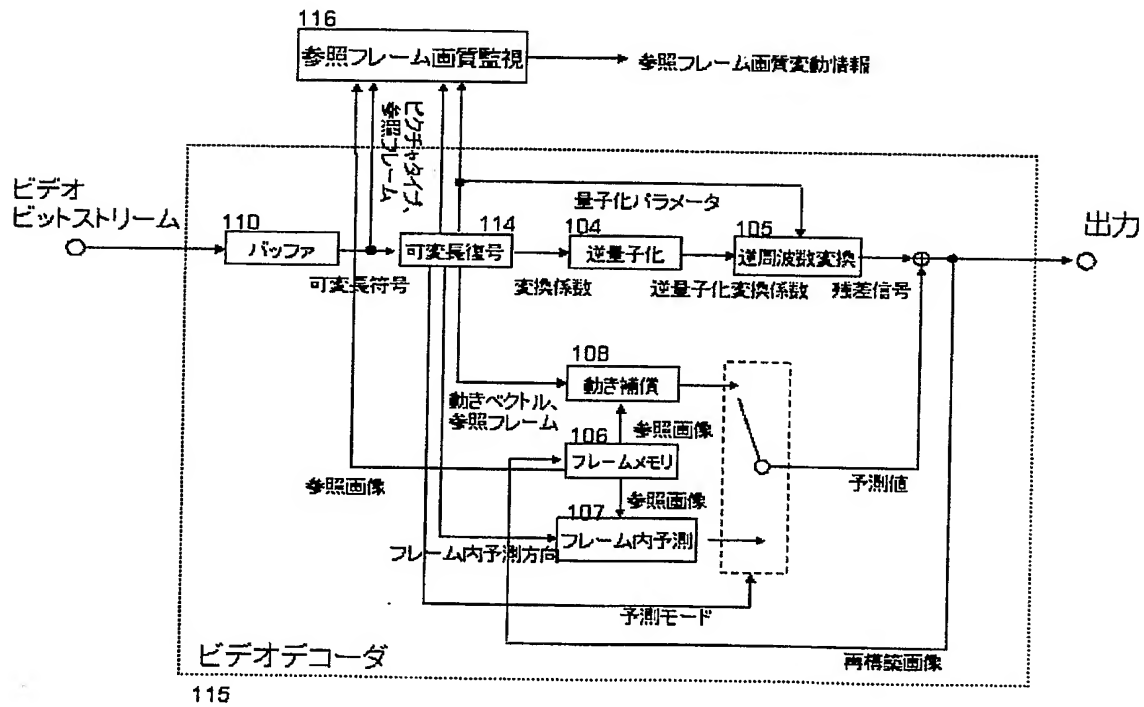 116
参照フレーム画質監視
参照フレーム画質変動情報
ピクチャタイプ、
参照フレーム
ビデオ
ビットストリーム
110
バッファ
可変長符号
114
可変長復号
変換係数
104
逆量子化
量子化パラメータ
逆量子化変換係数
105
逆周波数変換
残差信号
出力
108
動き補償
動きベクトル、
参照フレーム
参照画像
106
フレームメモリ
参照画像
参照画像
107
フレーム内予測
フレーム内予測方向
予測値
予測モード
再構築画像
ビデオデコーダ
115